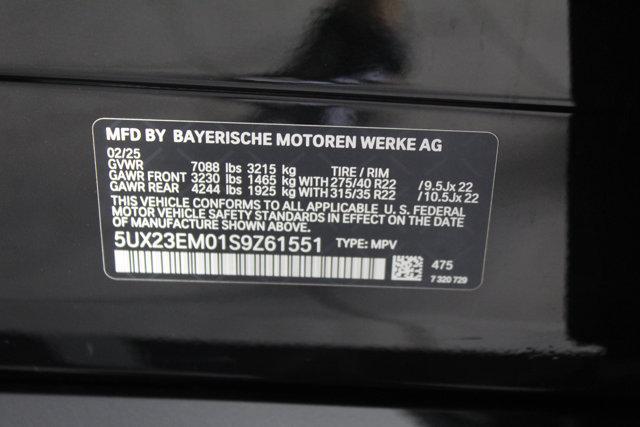 MFD BY BAYERISCHE MOTOREN WERKE AG
02/25
GVWR 7088 lbs 3215 kg TIRE / RIM
GAWR FRONT 3230 lbs 1465 kg WITH 275/40 R22 /9.5Jx 22
GAWR REAR 4244 lbs 1925 kg WITH 315/35 R22 /10.5Jx 22
THIS VEHICLE CONFORMS TO ALL APPLICABLE U. S. FEDERAL
MOTOR VEHICLE SAFETY STANDARDS IN EFFECT ON THE DATE
OF MANUFACTURE SHOWN ABOVE.
5UX23EM01S9Z61551 TYPE: MPV
475
7 320 729